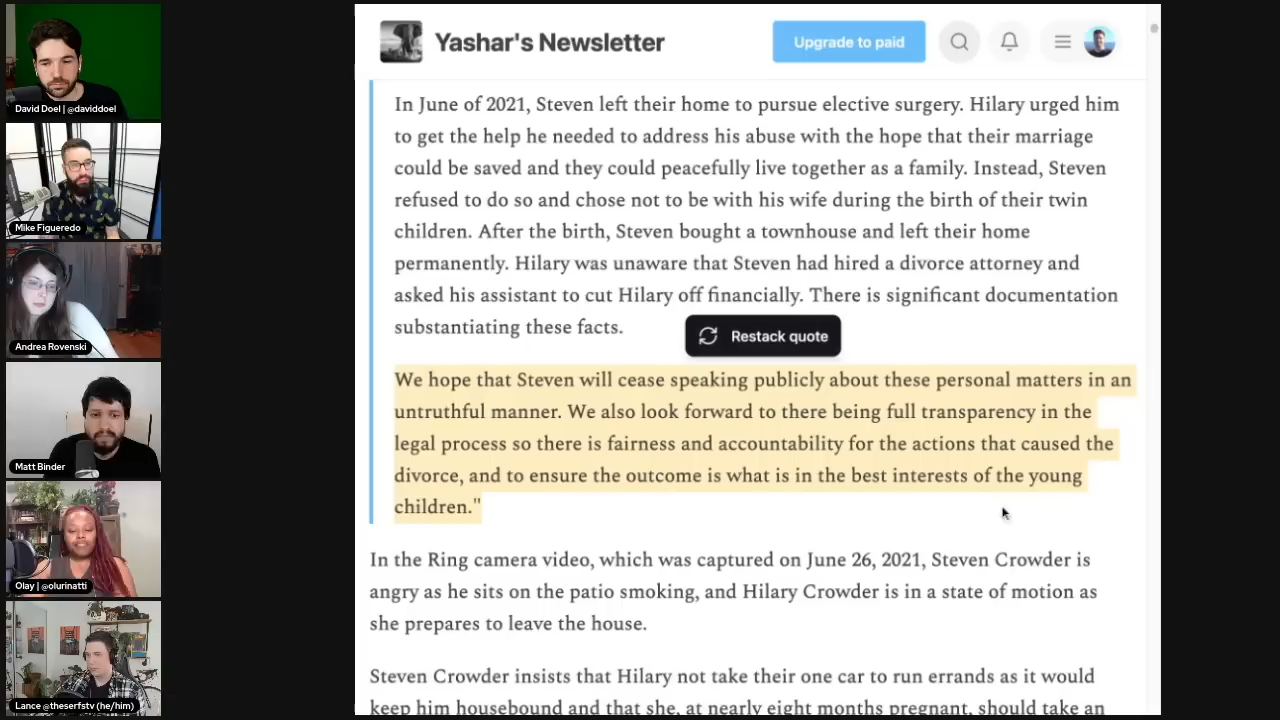 David Doel | @daviddoel
Mike Figueredo
Andrea Rovenski
Matt Binder
Olay | @olurinatti
Lance @theserfstv (he/him)
Yashar's Newsletter
Upgrade to paid
In June of 2021, Steven left their home to pursue elective surgery. Hilary urged him
to get the help he needed to address his abuse with the hope that their marriage
could be saved and they could peacefully live together as a family. Instead, Steven
refused to do so and chose not to be with his wife during the birth of their twin
children. After the birth, Steven bought a townhouse and left their home
permanently. Hilary was unaware that Steven had hired a divorce attorney and
asked his assistant to cut Hilary off financially. There is significant documentation
substantiating these facts.
Restack quote
We hope that Steven will cease speaking publicly about these personal matters in an
untruthful manner. We also look forward to there being full transparency in the
legal process so there is fairness and accountability for the actions that caused the
divorce, and to ensure the outcome is what is in the best interests of the young
children."
In the Ring camera video, which was captured on June 26, 2021, Steven Crowder is
angry as he sits on the patio smoking, and Hilary Crowder is in a state of motion as
she prepares to leave the house.
Steven Crowder insists that Hilary not take their one car to run errands as it would
keep him housebound and that she, at nearly eight months pregnant, should take an